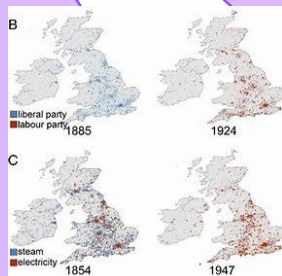 B
liberal party
labour party
1885
1924
C
steam
electricity
1854
1947